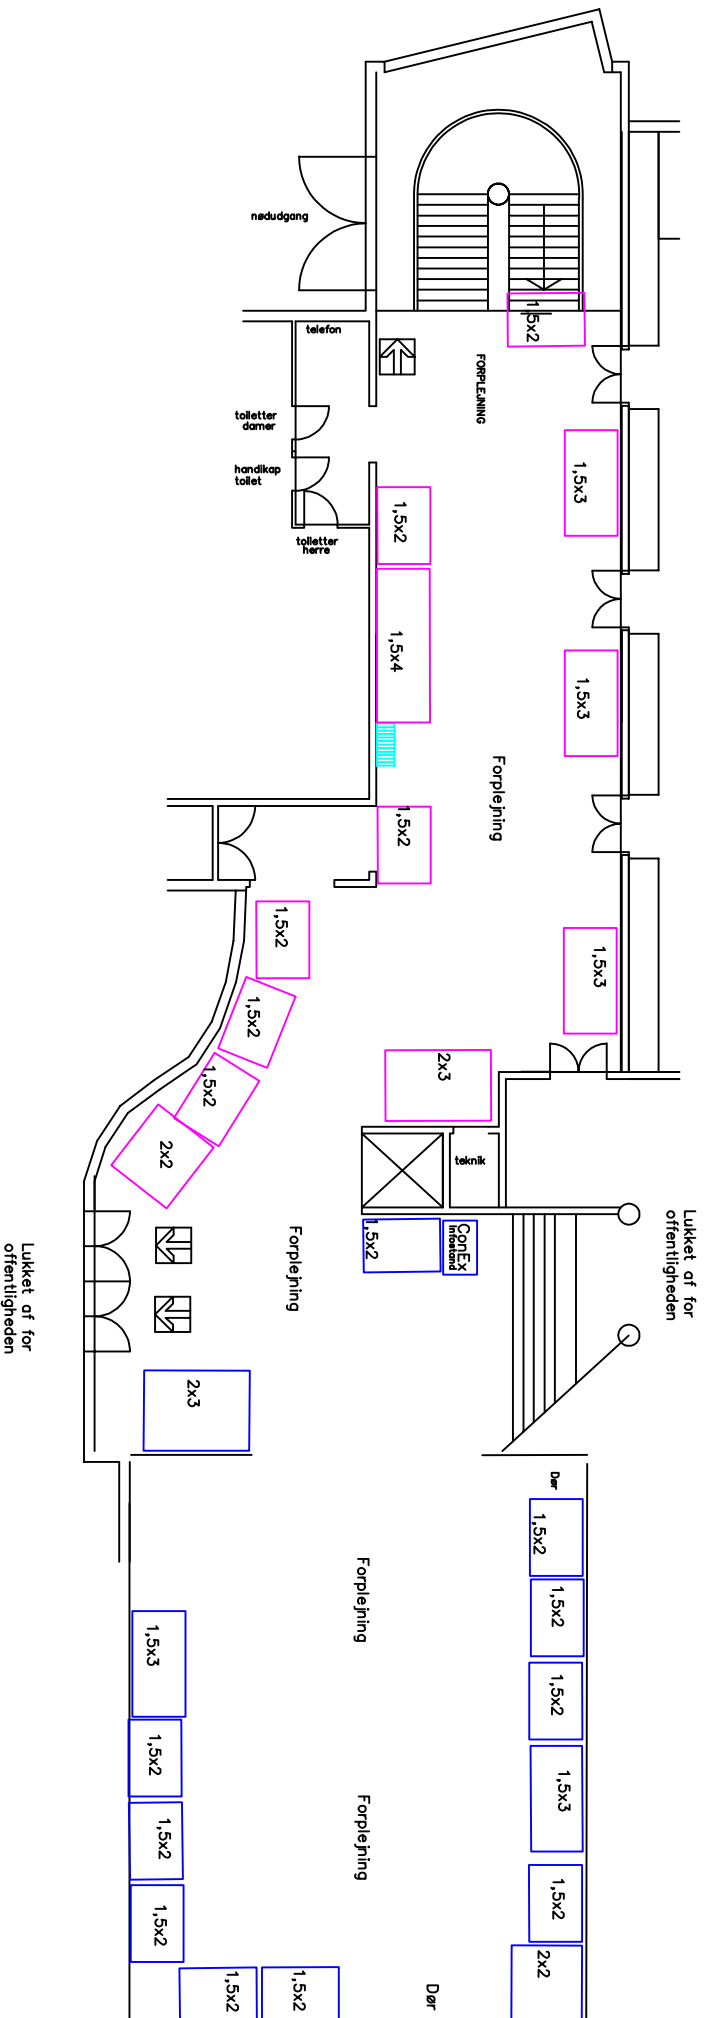 nødudgang
1,5x2
telefon
FORPLEJNING
toiletter
damer
handikap
toilet
1,5x3
1,5x2
toiletter
herre
1,5x4
1,5x3
Forplejning
1,5x2
1,5x2
1,5x3
1,5x2
2x3
1,5x2
2x2
teknik
1,5x2
ConEx
Infostand
Forplejning
Lukket af for
offentligheden
Lukket af for
offentligheden
2x3
Dør
1,5x2
Forplejning
1,5x2
1,5x3
1,5x2
1,5x2
1,5x3
Forplejning
1,5x2
1,5x2
1,5x2
2x2
1,5x2
1,5x2
Dør